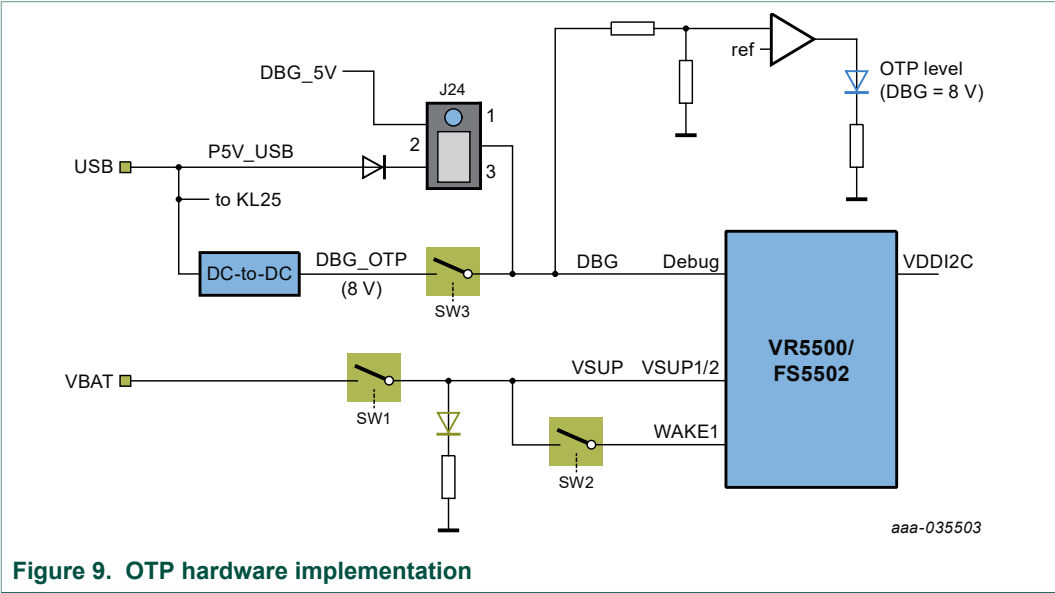 ref
OTP level
(DBG = 8 V)
DBG_5V
J24
1
2
3
USB
P5V_USB
to KL25
DC-to-DC
DBG_OTP
(8 V)
SW3
DBG
Debug
VDDI2C
VR5500/
FS5502
VBAT
SW1
VSUP
VSUP1/2
WAKE1
SW2
aaa-035503
Figure 9. OTP hardware implementation